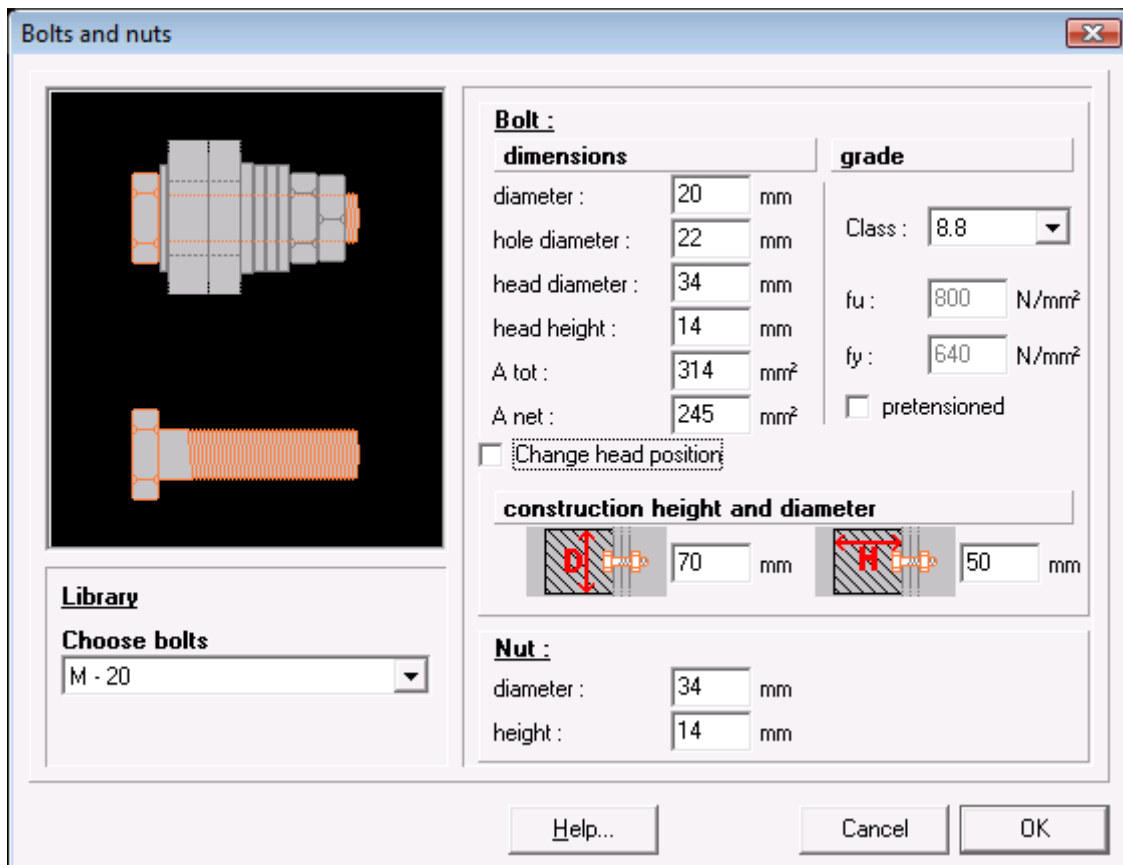 Bolts and nuts
Bolt :
dimensions
grade
diameter :
20
mm
hole diameter :
22
mm
head diameter :
34
mm
head height :
14
mm
A tot :
314
mm²
A net :
245
mm²
Class :
8.8
fu :
800
N/mm²
fy :
640
N/mm²
pretensioned
Change head position
construction height and diameter
D
70
mm
H
50
mm
Library
Choose bolts
M - 20
Nut :
diameter :
34
mm
height :
14
mm
Help...
Cancel
OK